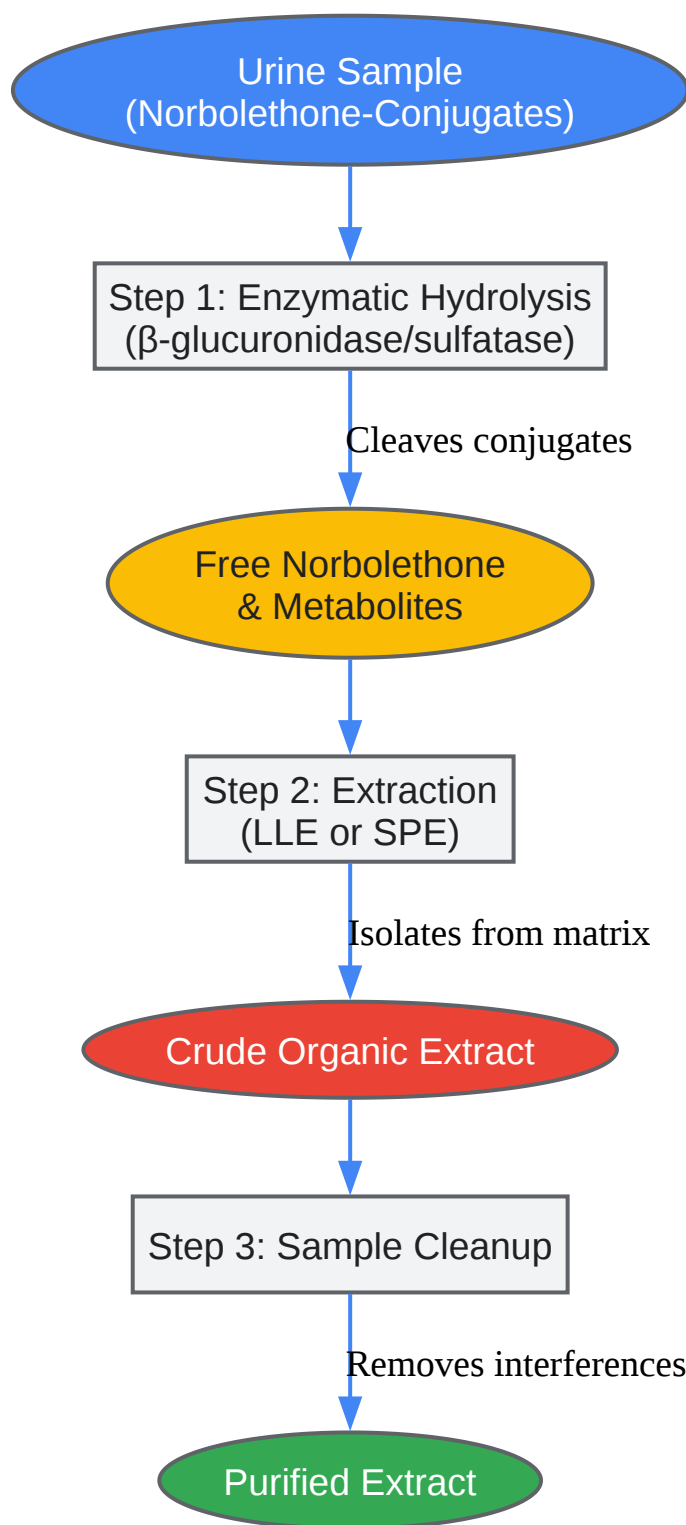 Urine Sample
(Norbolethone-Conjugates)
Step 1: Enzymatic Hydrolysis
(β-glucuronidase/sulfatase)
Cleaves conjugates
Free Norbolethone
& Metabolites
Step 2: Extraction
(LLE or SPE)
Isolates from matrix
Crude Organic Extract
Step 3: Sample Cleanup
Removes interferences
Purified Extract